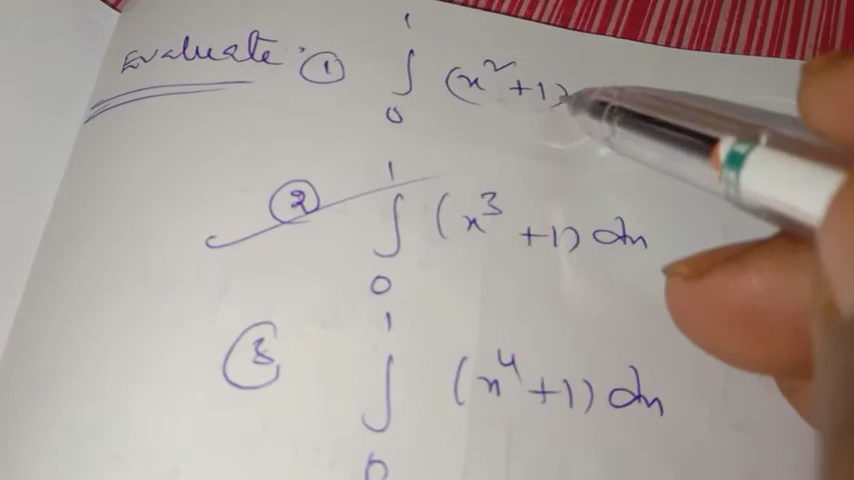 Evaluate: ① ∫₀¹ (x²+1)
② ∫₀¹ (x³+1) dx
③ ∫₀¹ (x⁴+1) dx